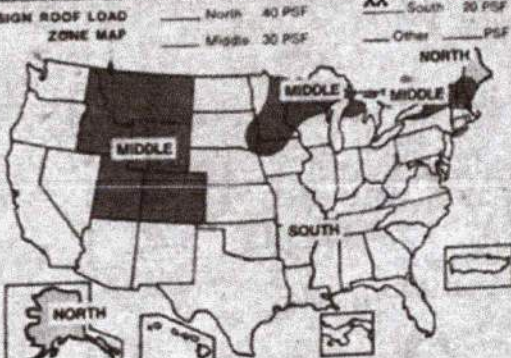 SIGN ROOF LOAD
ZONE MAP
North 40 PSF
Middle 30 PSF
XX South 20 PSF
Other PSF
NORTH
MIDDLE
MIDDLE
MIDDLE
SOUTH
NORTH